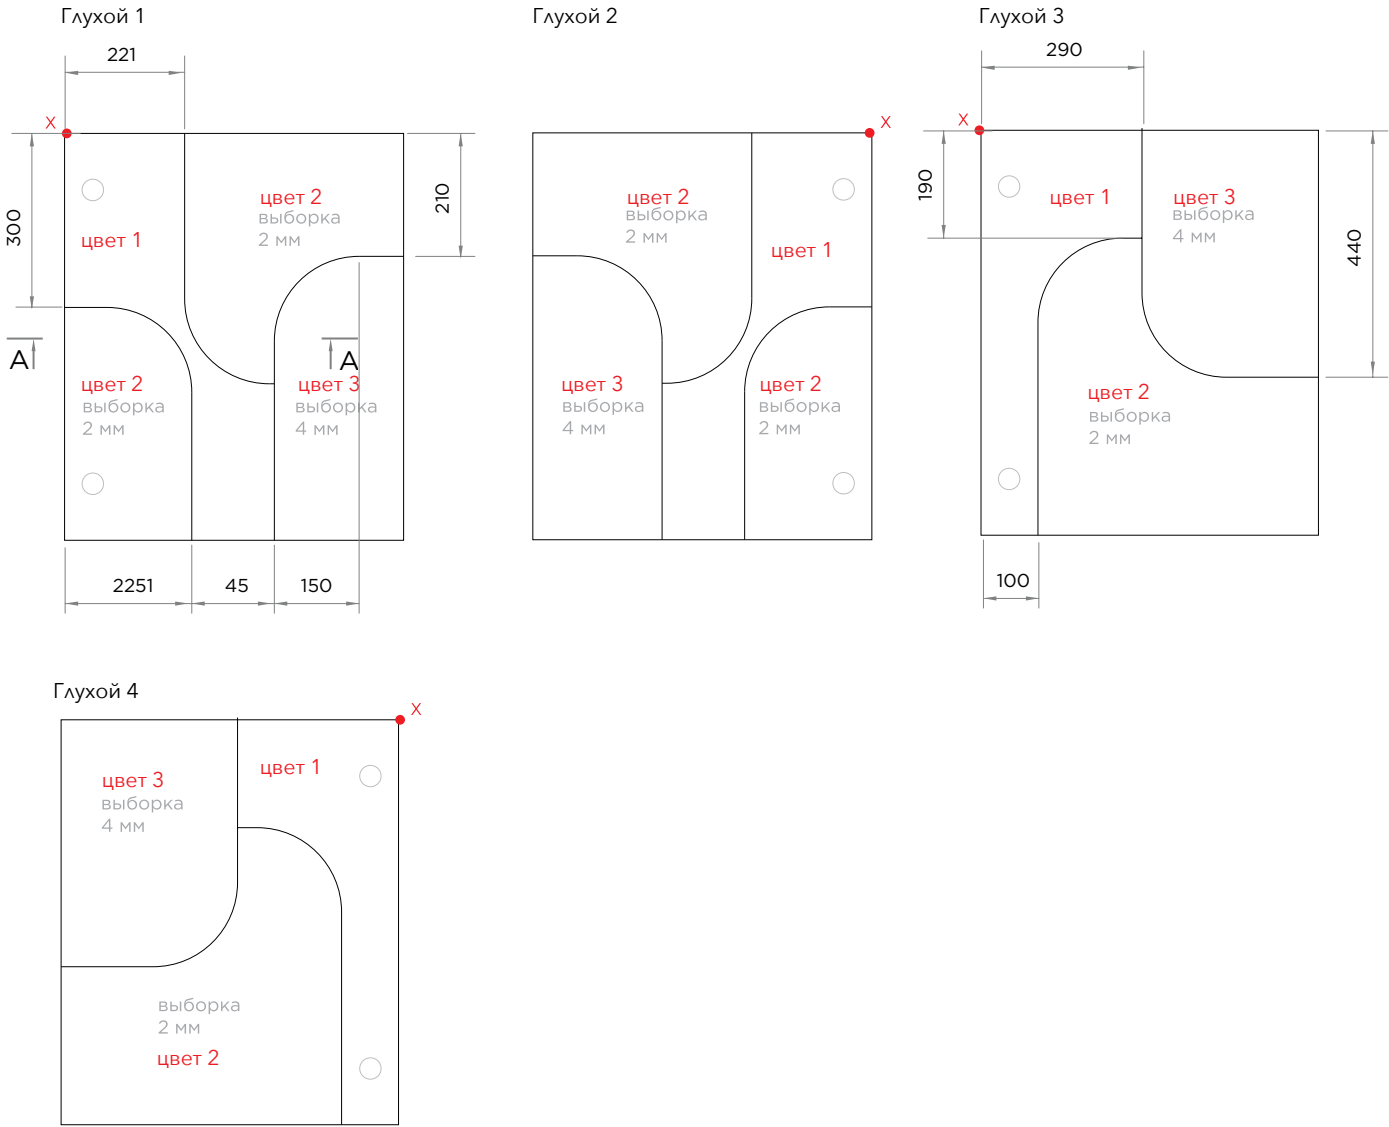 Глухой 1
221
X
300
210
цвет 2
выборка
2 мм
цвет 1
A
A
цвет 2
выборка
2 мм
цвет 3
выборка
4 мм
2251
45
150
Глухой 2
X
цвет 2
выборка
2 мм
цвет 1
цвет 3
выборка
4 мм
цвет 2
выборка
2 мм
Глухой 3
290
X
190
цвет 1
цвет 3
выборка
4 мм
440
цвет 2
выборка
2 мм
100
Глухой 4
X
цвет 3
выборка
4 мм
цвет 1
выборка
2 мм
цвет 2